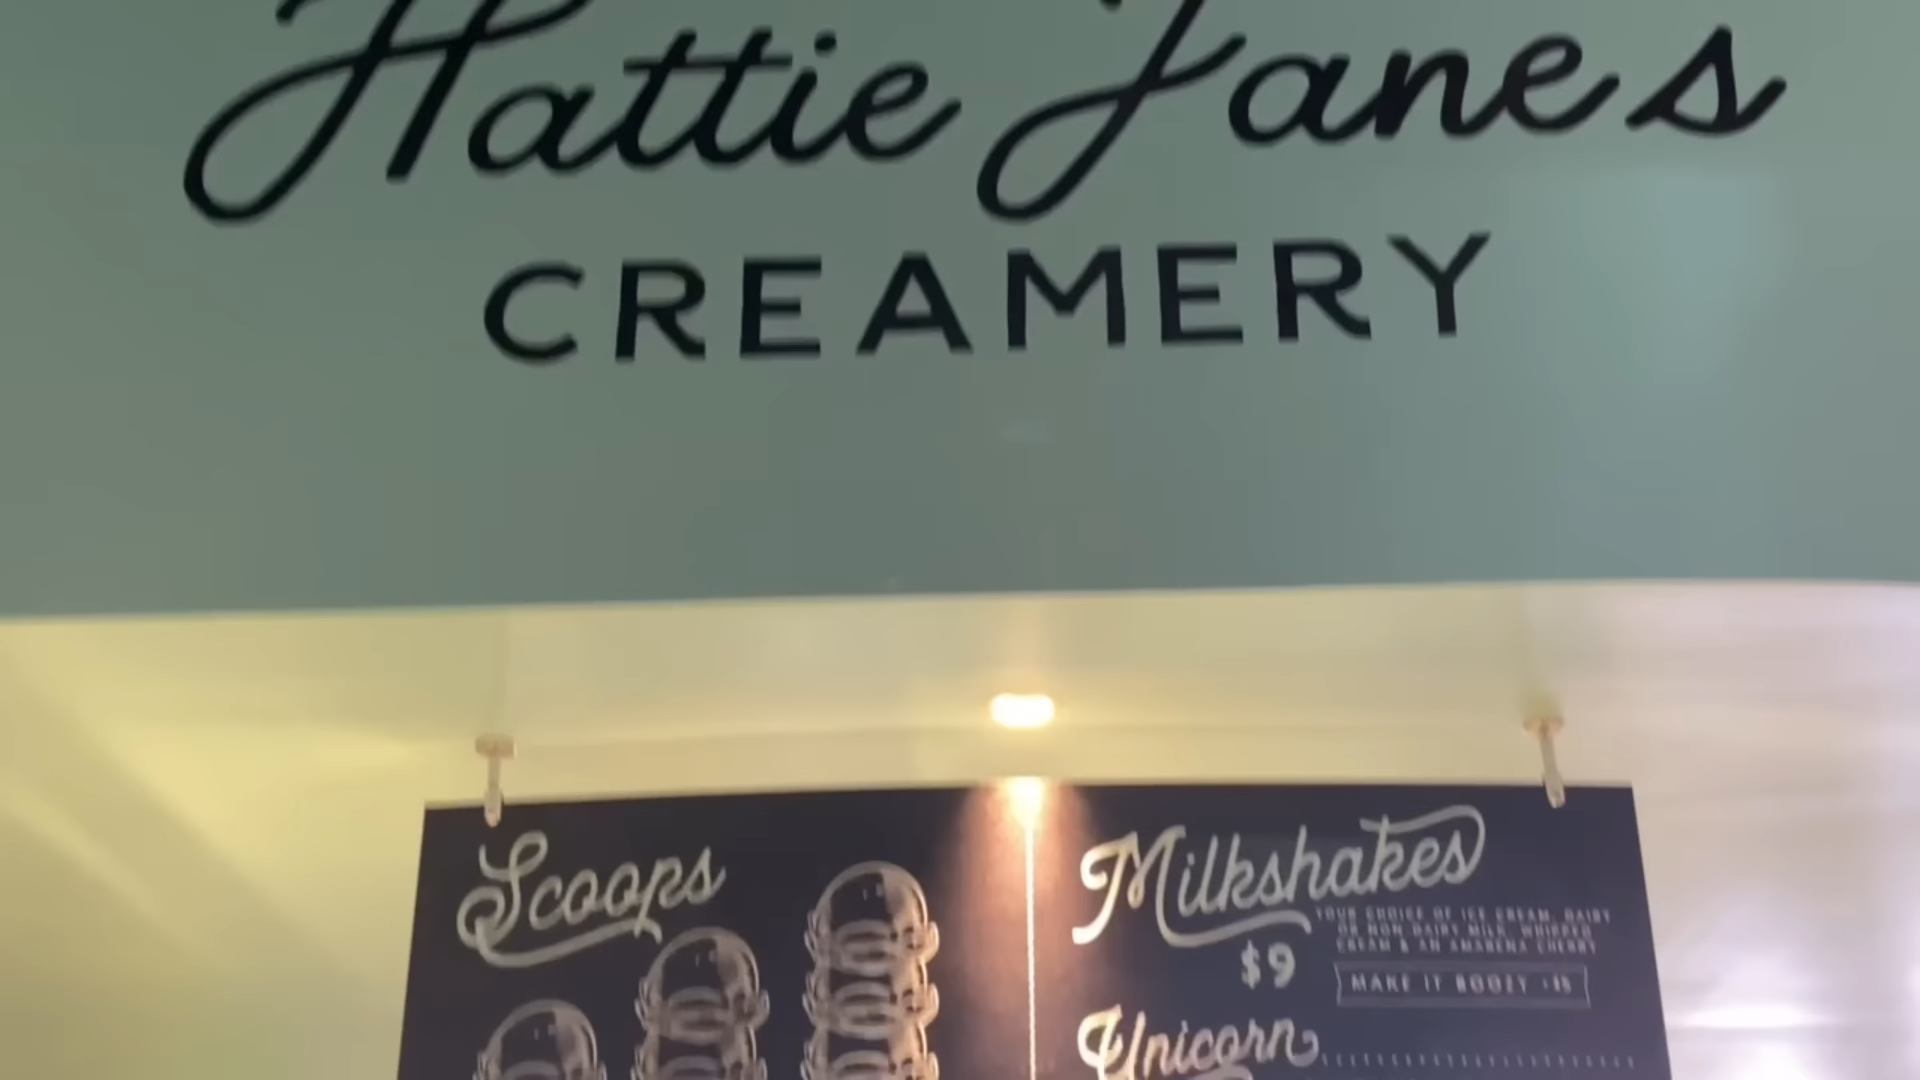 Hattie Jane's
CREAMERY
Scoops
Milkshakes
YOUR CHOICE OF ICE CREAM, DAIRY
OR NON-DAIRY MILK, WHIPPED
CREAM & AN AMARENA CHERRY
$9
MAKE IT BOOZY +$5
Unicorn